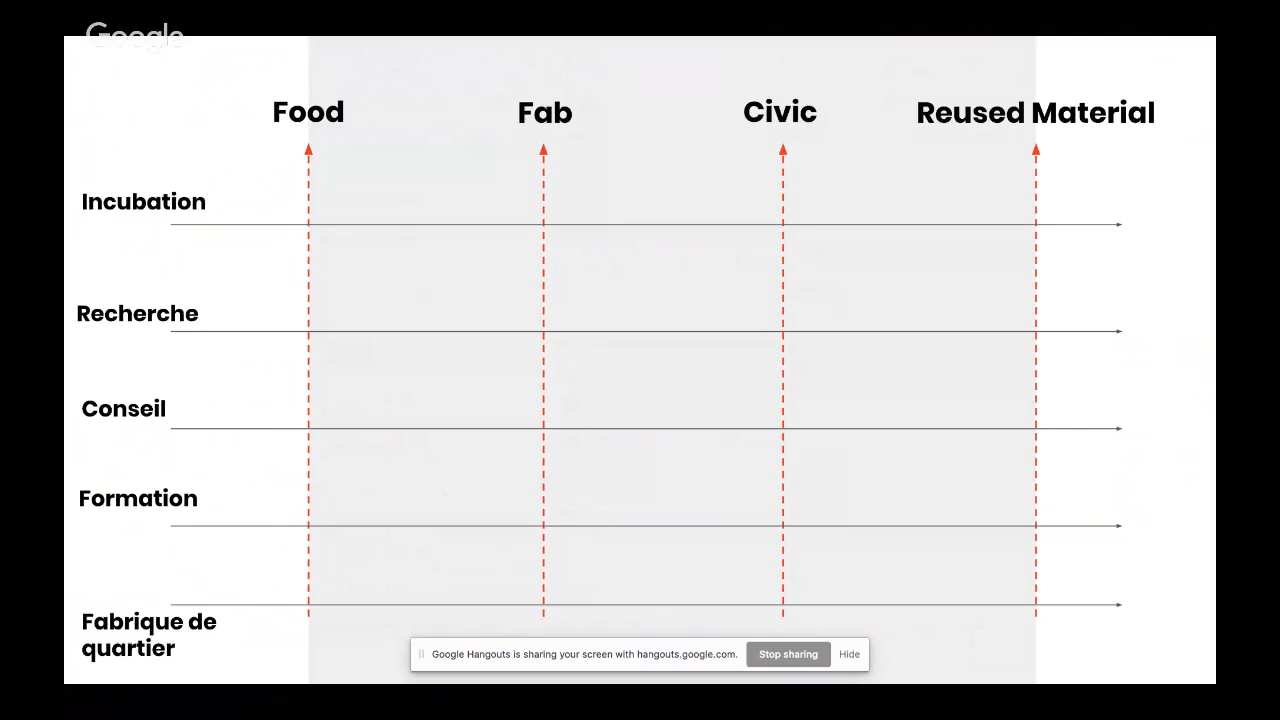 Google
Food Fab Civic Reused Material
Incubation
Recherche
Conseil
Formation
Fabrique de
quartier
Google Hangouts is sharing your screen with hangouts.google.com. Stop sharing Hide